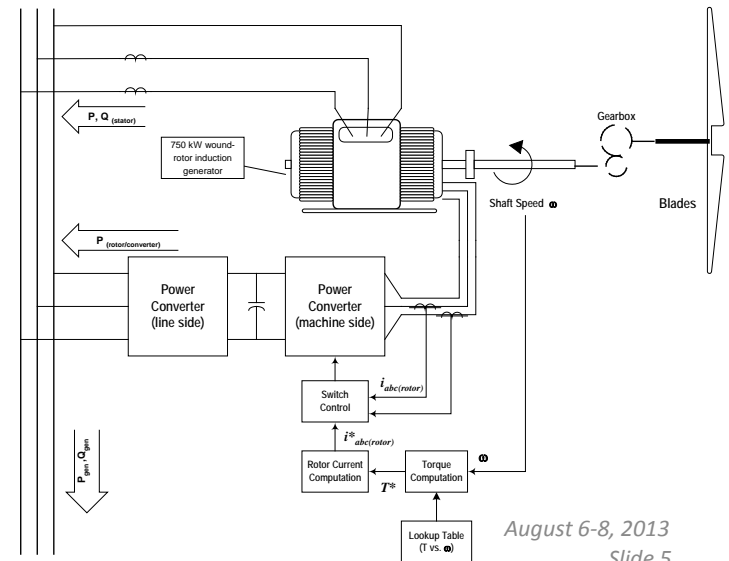 P, Q (stator)
750 kW wound-
rotor induction
generator
Gearbox
Shaft Speed ω
Blades
P (rotor/converter)
Power
Converter
(line side)
Power
Converter
(machine side)
i abc(rotor)
Switch
Control
i* abc(rotor)
Pgen, Qgen
Rotor Current
Computation
T*
Torque
Computation
ω
Lookup Table
(T vs. ω)
August 6-8, 2013
Slide 5